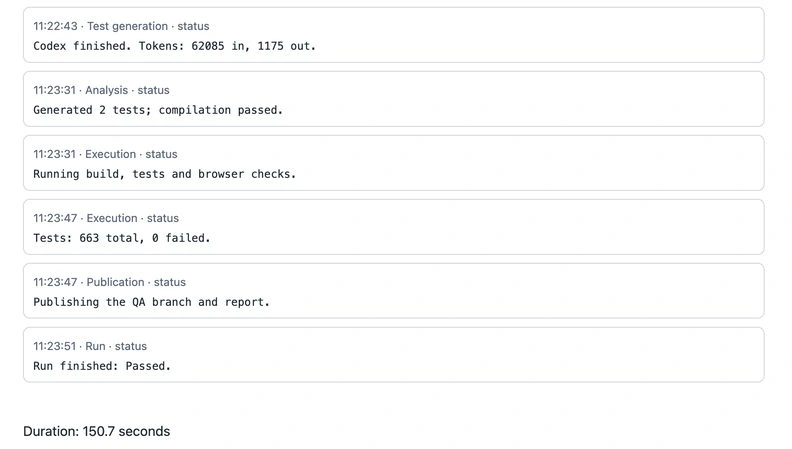 11:22:43 · Test generation · status
Codex finished. Tokens: 62085 in, 1175 out.
11:23:31 · Analysis · status
Generated 2 tests; compilation passed.
11:23:31 · Execution · status
Running build, tests and browser checks.
11:23:47 · Execution · status
Tests: 663 total, 0 failed.
11:23:47 · Publication · status
Publishing the QA branch and report.
11:23:51 · Run · status
Run finished: Passed.
Duration: 150.7 seconds